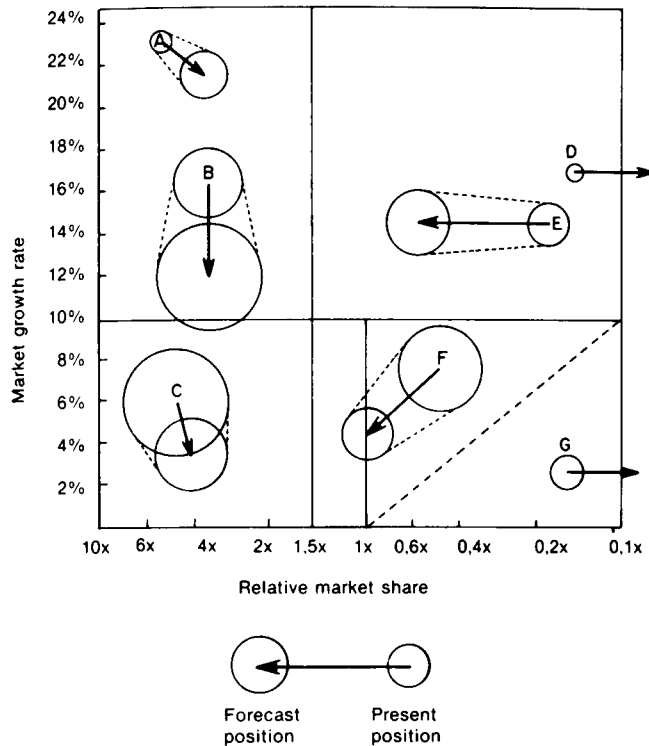 24%
22%
20%
18%
16%
14%
12%
10%
8%
6%
4%
2%
Market growth rate
A
B
C
D
E
F
G
10x 6x 4x 2x 1,5x 1x 0,6x 0,4x 0,2x 0,1x
Relative market share
Forecast position
Present position